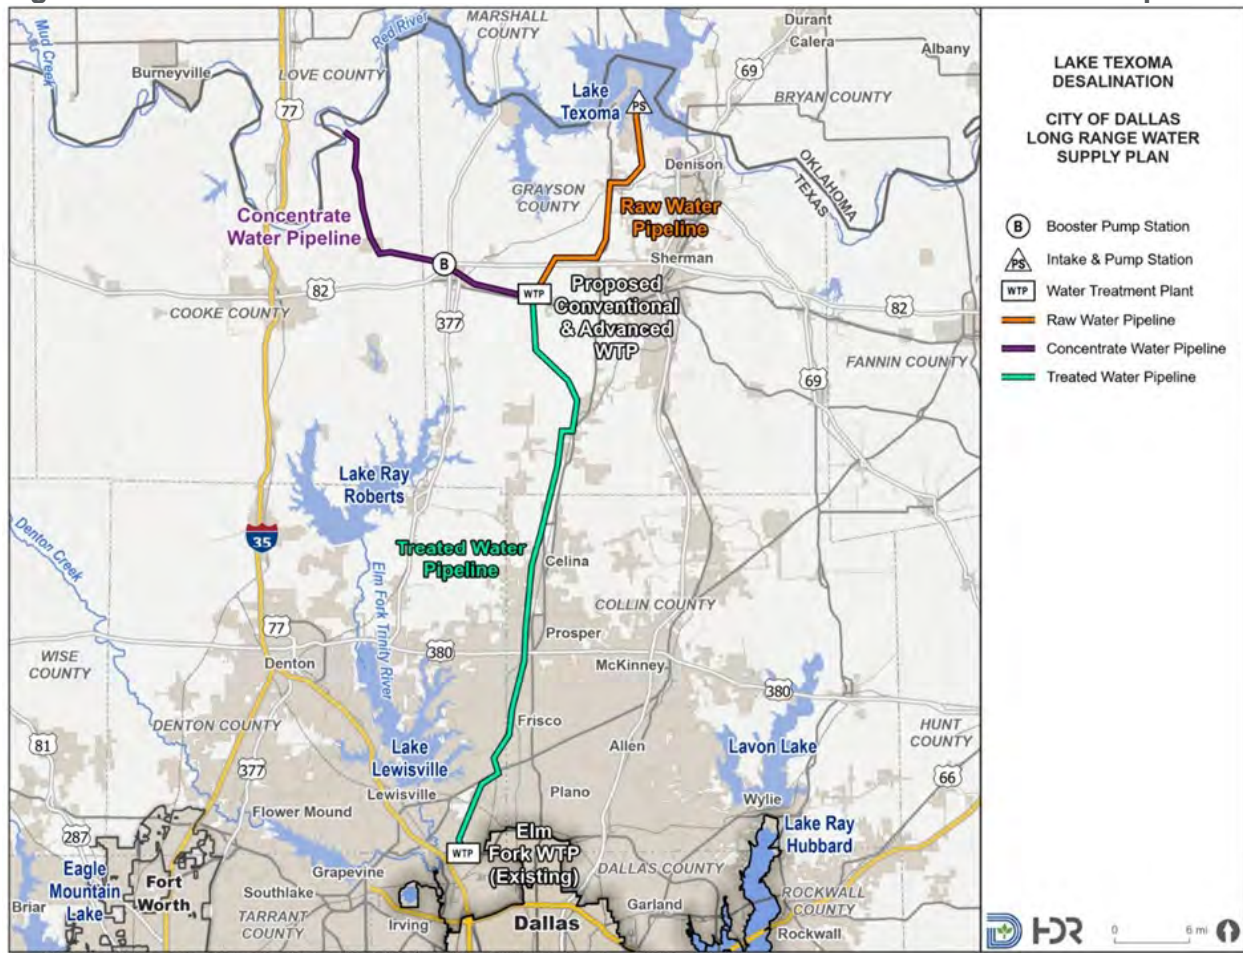 MARSHALL
COUNTY
Durant
Calera
Mud Creek
Red River
Albany
Burneyville
LOVE COUNTY
69
77
Lake
Texoma
PS
BRYAN COUNTY
Denison
OKLAHOMA
TEXAS
GRAYSON
COUNTY
Concentrate
Water Pipeline
Raw Water
Pipeline
B
Sherman
82
WTP
Proposed
Conventional
& Advanced
WTP
COOKE COUNTY
377
82
FANNIN COUNTY
69
Lake Ray
Roberts
Denton Creek
35
Treated Water
Pipeline
Celina
Elm Fork Trinity River
COLLIN COUNTY
77
Prosper
WISE
COUNTY
Denton
380
McKinney
380
DENTON COUNTY
Frisco
HUNT
COUNTY
81
Lake
Lewisville
Allen
Lavon Lake
377
66
Lewisville
Plano
Wylie
Flower Mound
287
Elm
Fork WTP
(Existing)
WTP
Lake Ray
Hubbard
DALLAS COUNTY
Eagle
Mountain
Lake
Grapevine
Fort
Worth
Southlake
ROCKWALL
COUNTY
Briar
TARRANT
COUNTY
Irving
Dallas
Garland
Rockwall
LAKE TEXOMA
DESALINATION
CITY OF DALLAS
LONG RANGE WATER
SUPPLY PLAN
B Booster Pump Station
PS Intake & Pump Station
WTP Water Treatment Plant
Raw Water Pipeline
Concentrate Water Pipeline
Treated Water Pipeline
HDR
0 6 mi